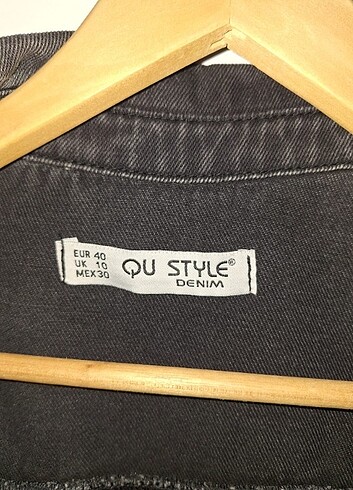 EUR 40
UK 10
MEX 30
QU STYLE®
DENIM